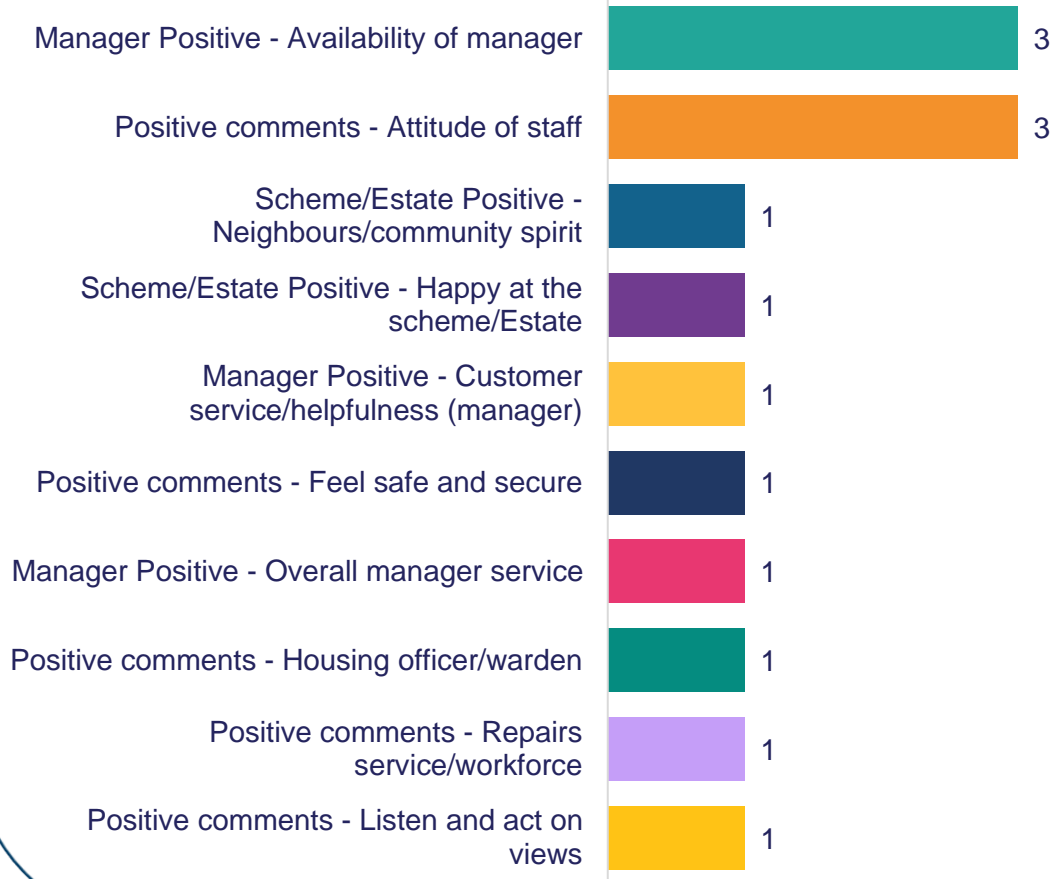 Manager Positive - Availability of manager
3
Positive comments - Attitude of staff
3
Scheme/Estate Positive -
Neighbours/community spirit
1
Scheme/Estate Positive - Happy at the
scheme/Estate
1
Manager Positive - Customer
service/helpfulness (manager)
1
Positive comments - Feel safe and secure
1
Manager Positive - Overall manager service
1
Positive comments - Housing officer/warden
1
Positive comments - Repairs
service/workforce
1
Positive comments - Listen and act on
views
1